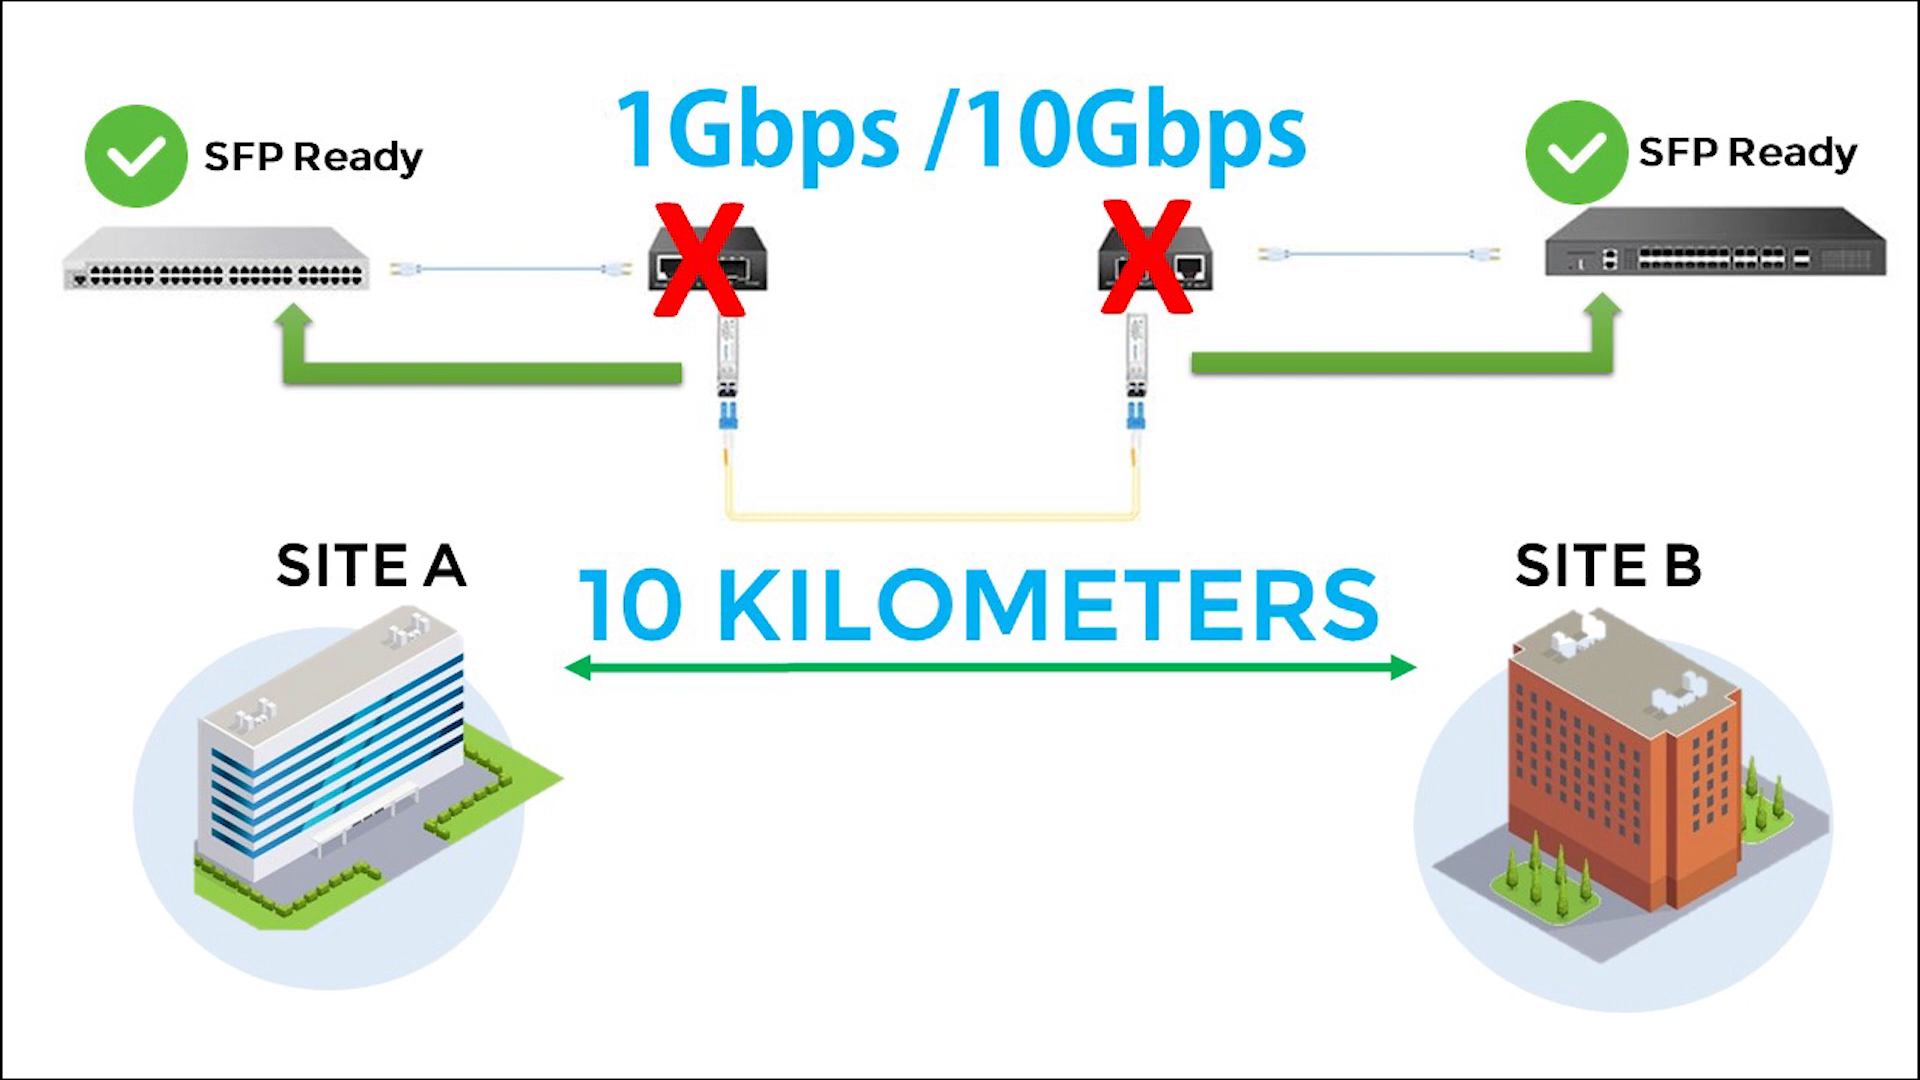 1Gbps /10Gbps
SFP Ready
SFP Ready
SITE A
10 KILOMETERS
SITE B